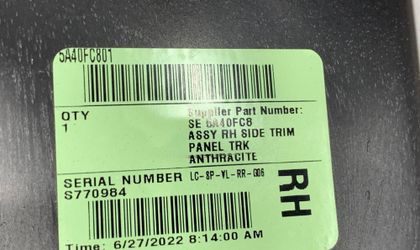 5A40FC801
QTY
1
Supplier Part Number:
SE 5A40FC8
ASSY RH SIDE TRIM
PANEL TRK
ANTHRACITE
SERIAL NUMBER
S770984
LC-SP-YL-RR-G06
RH
Time: 6/27/2022 8:14:00 AM